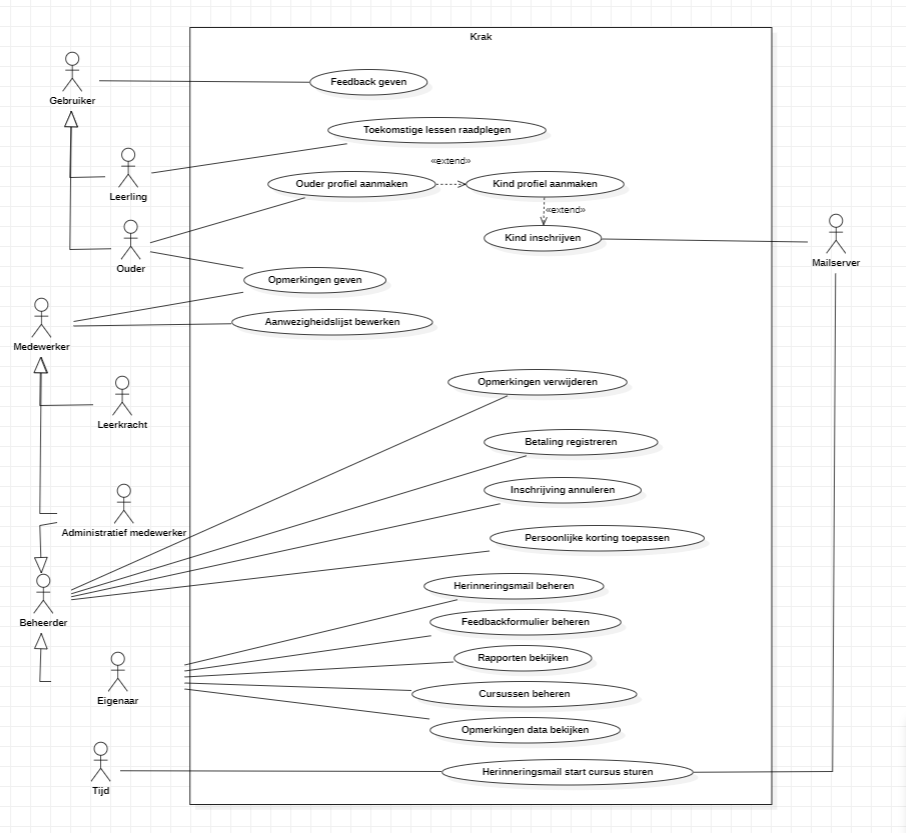 Krak
Gebruiker
Feedback geven
Toekomstige lessen raadplegen
«extend»
Leerling
Ouder profiel aanmaken
Kind profiel aanmaken
«extend»
Kind inschrijven
Ouder
Mailserver
Opmerkingen geven
Aanwezigheidslijst bewerken
Medewerker
Opmerkingen verwijderen
Leerkracht
Betaling registreren
Inschrijving annuleren
Administratief medewerker
Persoonlijke korting toepassen
Herinneringsmail beheren
Beheerder
Feedbackformulier beheren
Rapporten bekijken
Cursussen beheren
Eigenaar
Opmerkingen data bekijken
Herinneringsmail start cursus sturen
Tijd